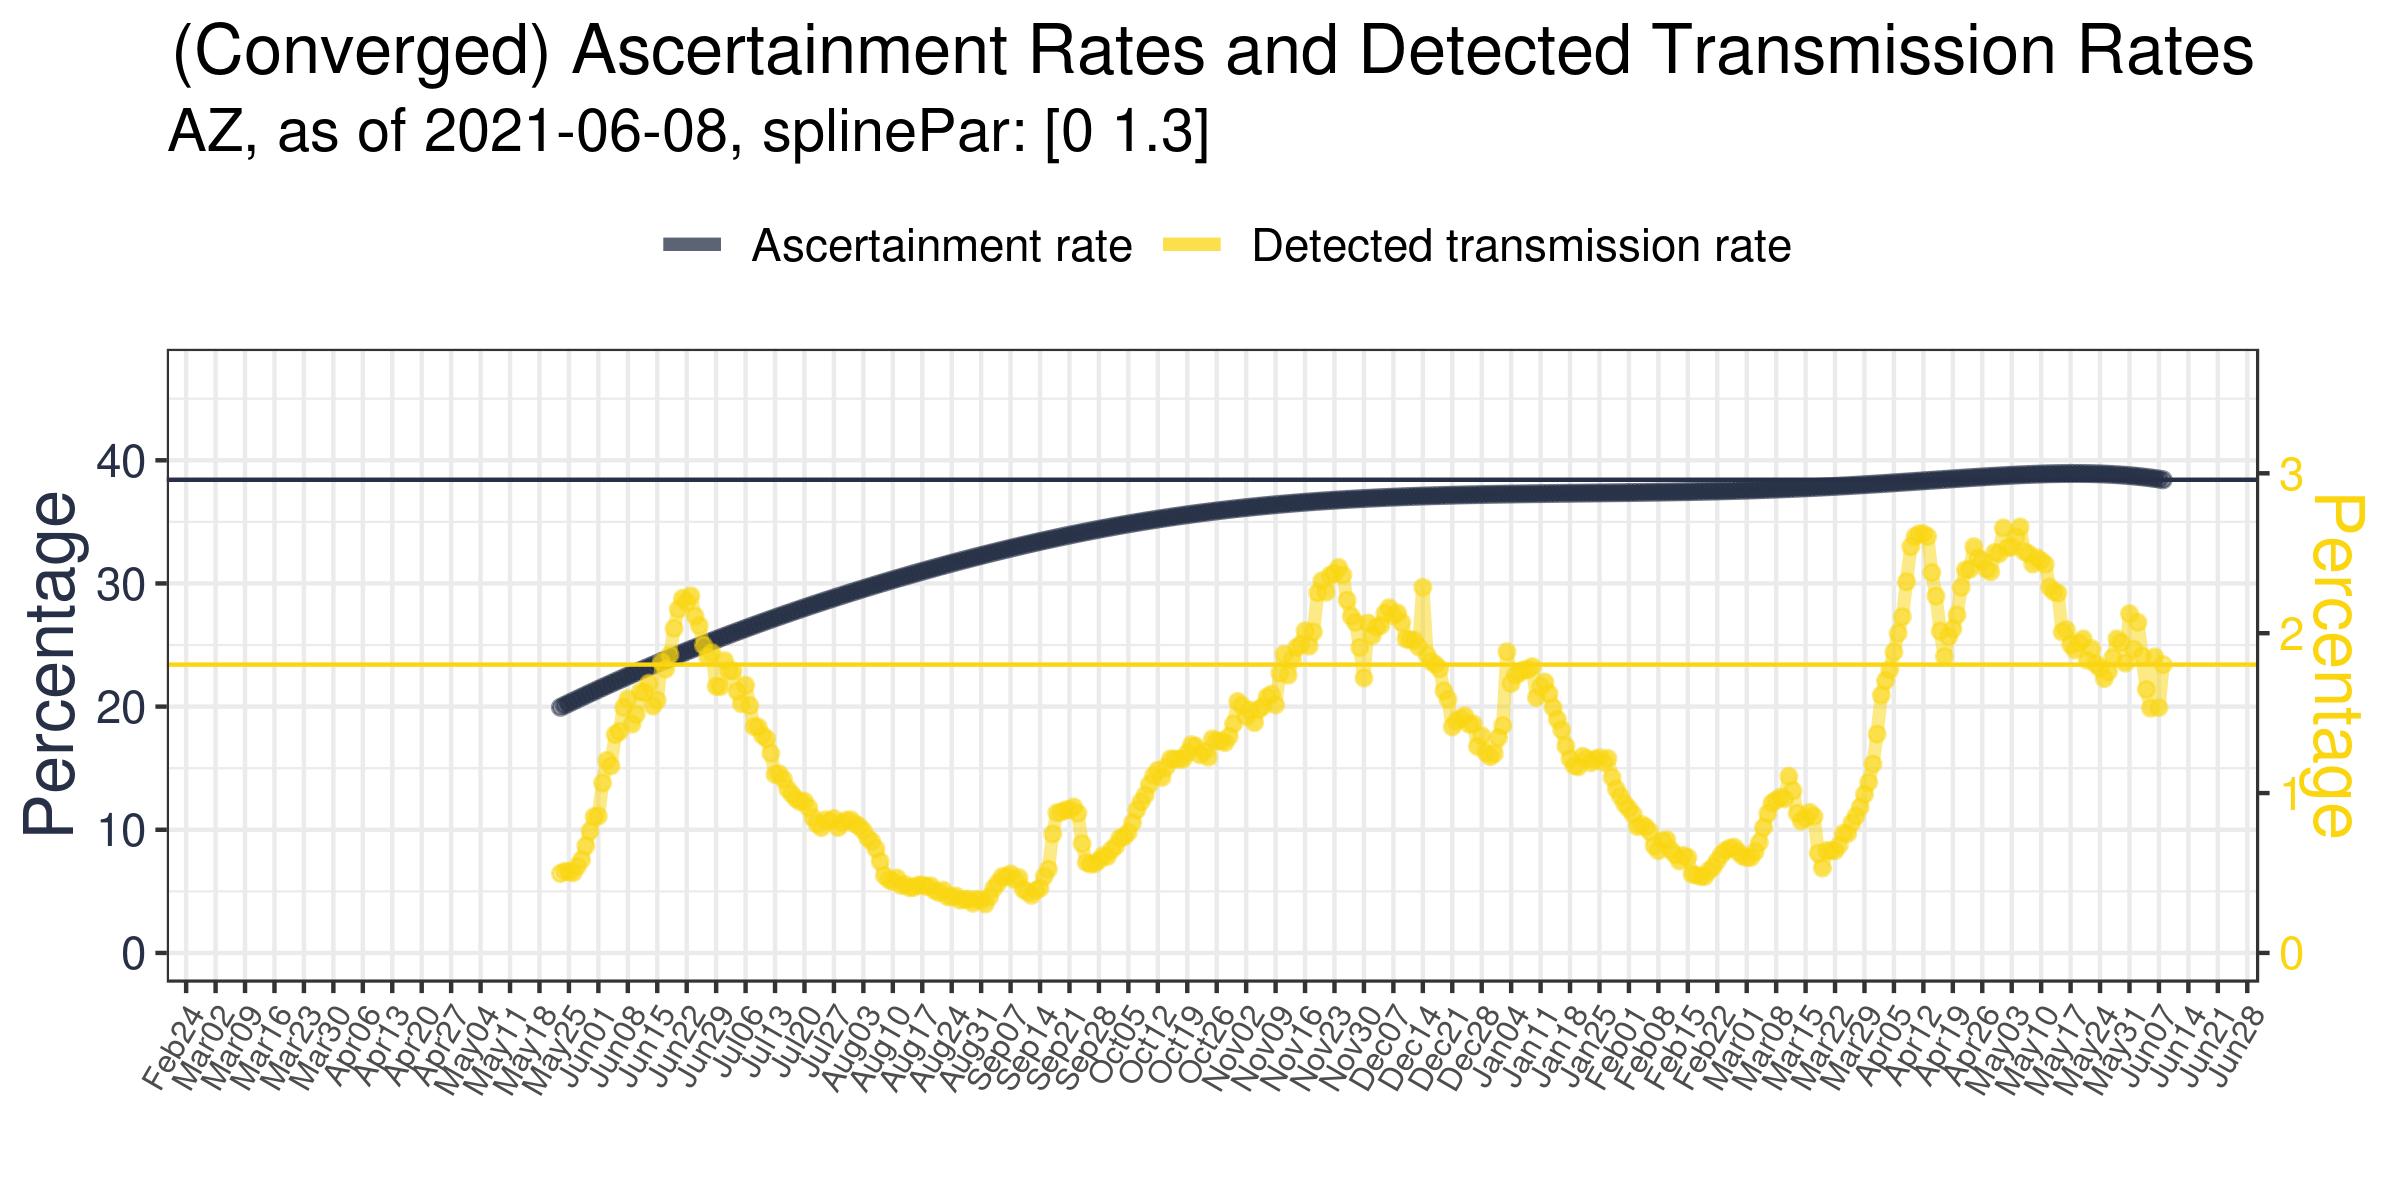 (Converged) Ascertainment Rates and Detected Transmission Rates
AZ, as of 2021-06-08, splinePar: [0 1.3]
Ascertainment rate
Detected transmission rate
Percentage
40
30
20
10
0
3
2
1
0
Percentage
Feb24
Mar02
Mar09
Mar16
Mar23
Mar30
Apr06
Apr13
Apr20
Apr27
May04
May11
May18
May25
Jun01
Jun08
Jun15
Jun22
Jun29
Jul06
Jul13
Jul20
Jul27
Aug03
Aug10
Aug17
Aug24
Aug31
Sep07
Sep14
Sep21
Sep28
Oct05
Oct12
Oct19
Oct26
Nov02
Nov09
Nov16
Nov23
Nov30
Dec07
Dec14
Dec21
Dec28
Jan04
Jan11
Jan18
Jan25
Feb01
Feb08
Feb15
Feb22
Mar01
Mar08
Mar15
Mar22
Mar29
Apr05
Apr12
Apr19
Apr26
May03
May10
May17
May24
May31
Jun07
Jun14
Jun21
Jun28